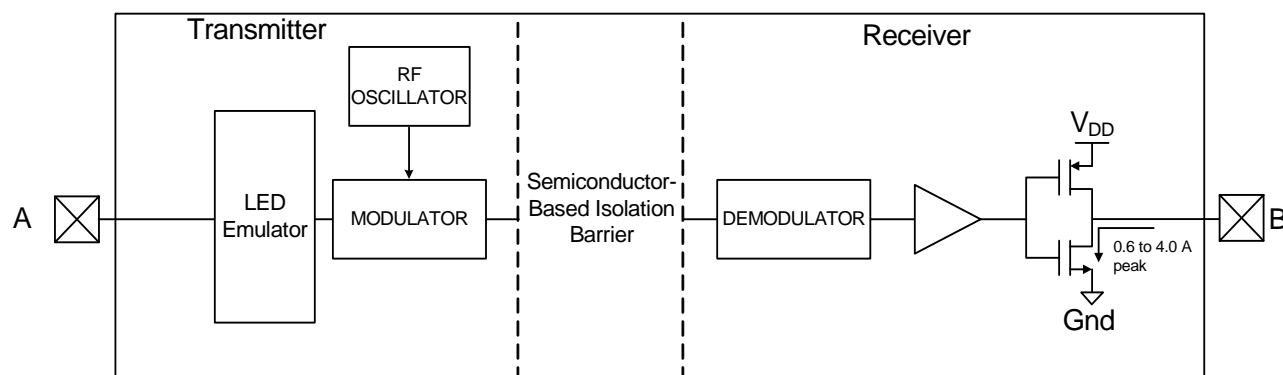 Transmitter
Receiver
RF
OSCILLATOR
V_DD
A
LED
Emulator
MODULATOR
Semiconductor-
Based Isolation
Barrier
DEMODULATOR
B
0.6 to 4.0 A
peak
Gnd